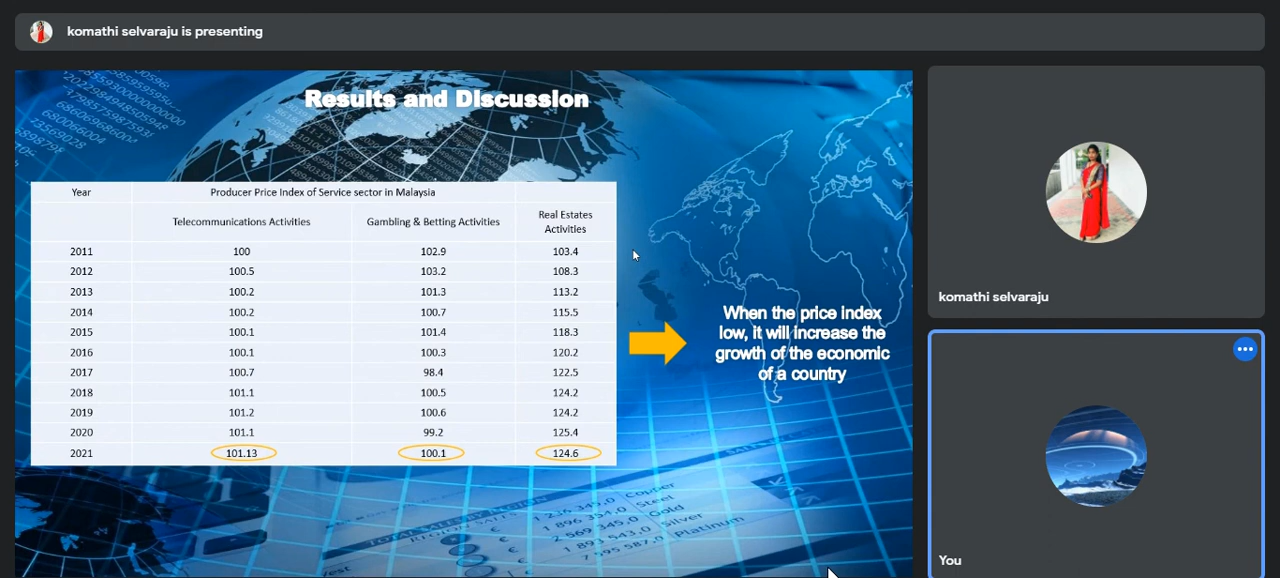 komathi selvaraju is presenting
Results and Discussion
Year Producer Price Index of Service sector in Malaysia
Telecommunications Activities Gambling & Betting Activities Real Estates
Activities
2011 100 102.9 103.4
2012 100.5 103.2 108.3
2013 100.2 101.3 113.2
2014 100.2 100.7 115.5
2015 100.1 101.4 118.3
2016 100.1 100.3 120.2
2017 100.7 98.4 122.5
2018 101.1 100.5 124.2
2019 101.2 100.6 124.2
2020 101.1 99.2 125.4
2021 101.13 100.1 124.6
When the price index
low, it will increase the
growth of the economic
of a country
Copper
Steel
Gold
Silver
Platinum
komathi selvaraju
You